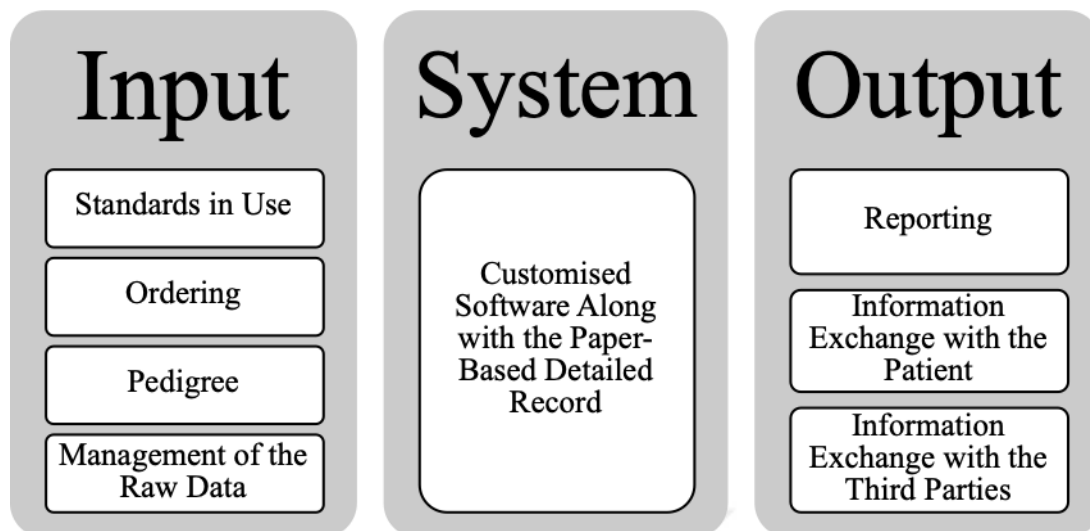 Input
Standards in Use
Ordering
Pedigree
Management of the
Raw Data
System
Customised
Software Along
with the Paper-
Based Detailed
Record
Output
Reporting
Information
Exchange with the
Patient
Information
Exchange with the
Third Parties